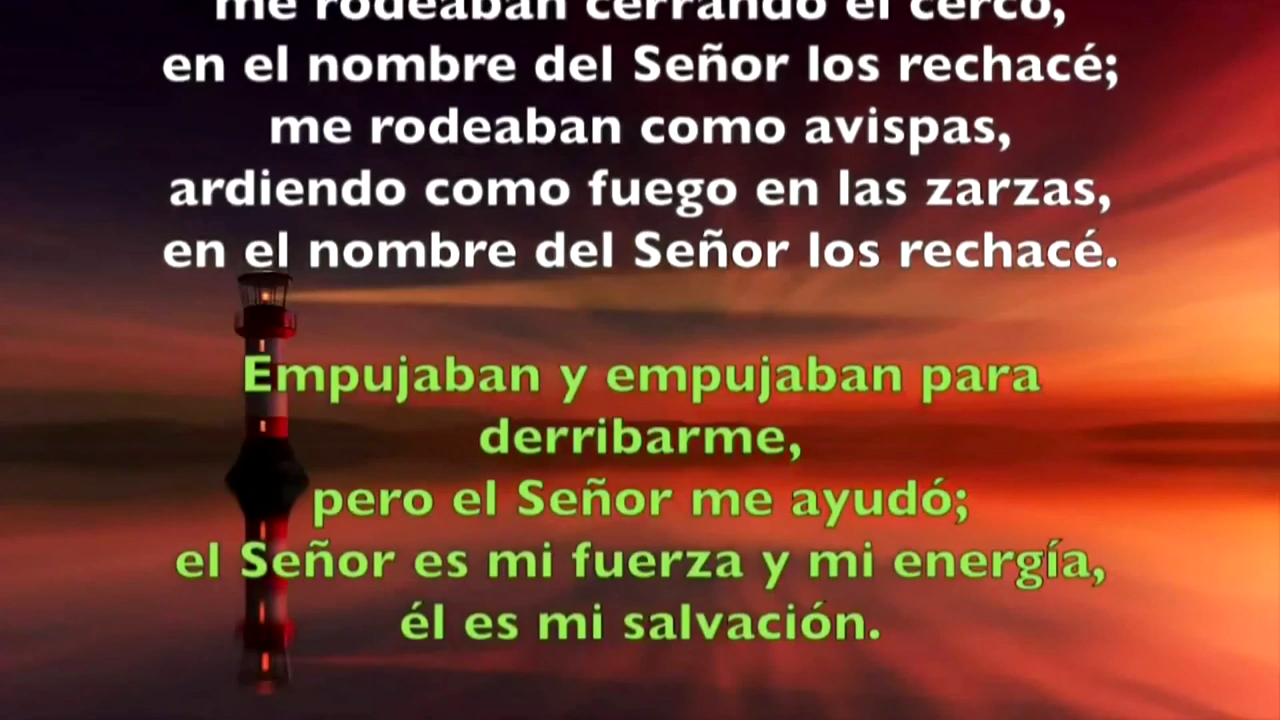 me rodeaban cerrando el cerco,
en el nombre del Señor los rechacé;
me rodeaban como avispas,
ardiendo como fuego en las zarzas,
en el nombre del Señor los rechacé.
Empujaban y empujaban para
derribarme,
pero el Señor me ayudó;
el Señor es mi fuerza y mi energía,
él es mi salvación.